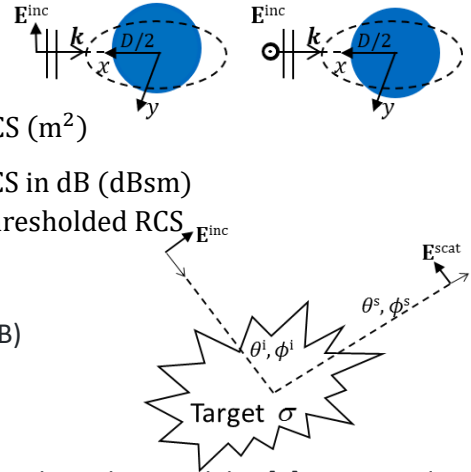 E^inc
k D/2
x
y
E^inc
k D/2
x
y
CS (m²)
CS in dB (dBsm)
resholded RCS
E^inc
E^scat
θ^s, ϕ^s
B)
θ^i, ϕ^i
Target σ